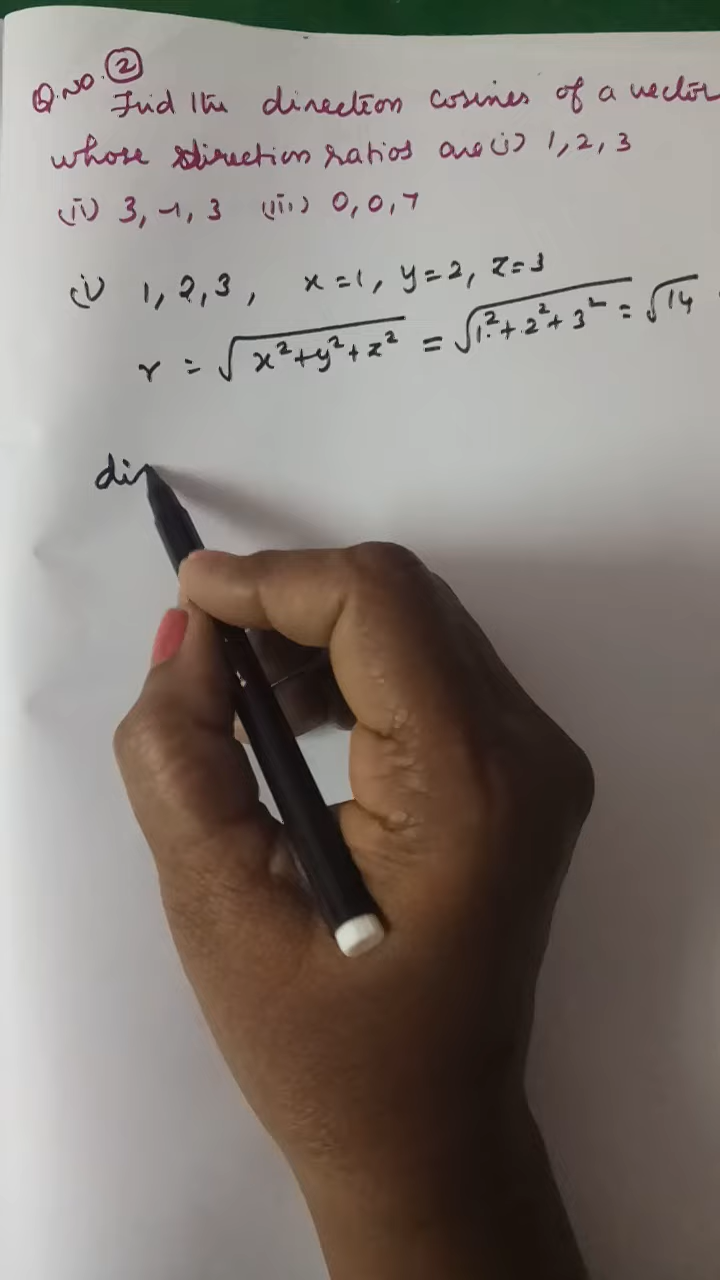 Q.NO. ②
Find the direction cosines of a vector
whose direction ratios are (i) 1, 2, 3
(ii) 3, -1, 3 (iii) 0, 0, 7
(i) 1, 2, 3, x = 1, y = 2, z = 3
r = √x²+y²+z² = √1²+2²+3² = √14
dir